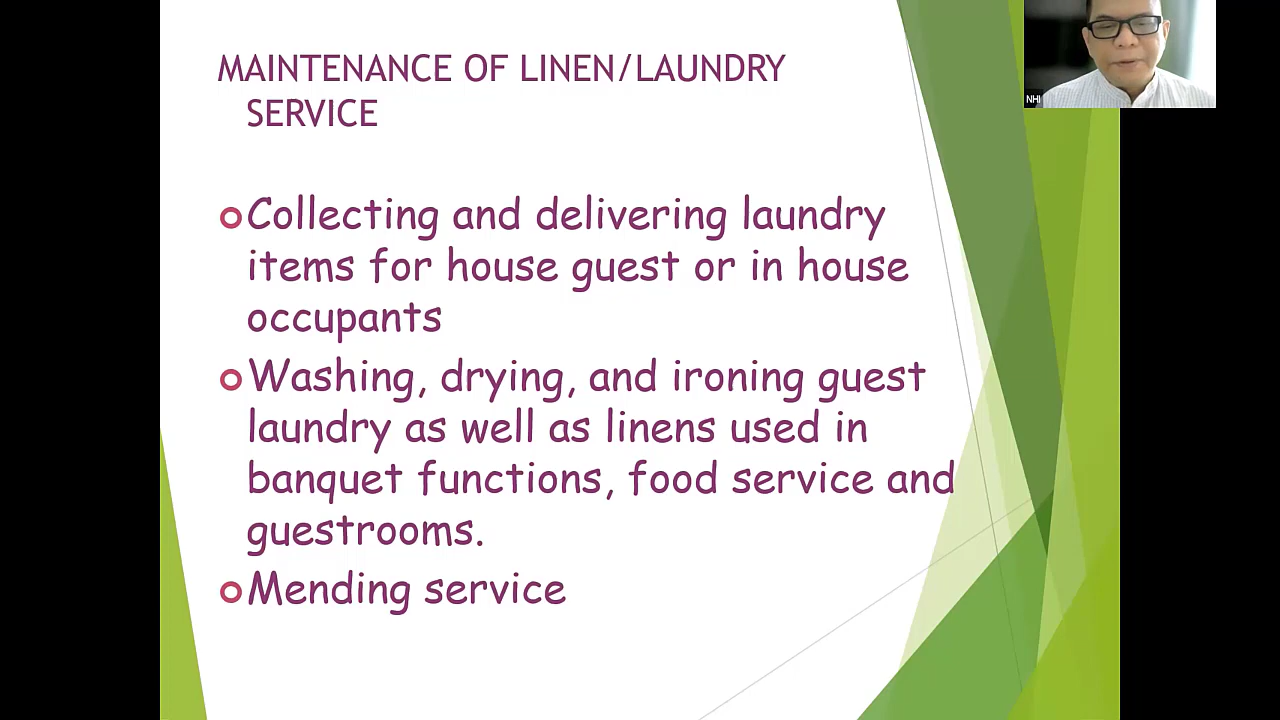 MAINTENANCE OF LINEN/LAUNDRY
SERVICE
Collecting and delivering laundry
items for house guest or in house
occupants
Washing, drying, and ironing guest
laundry as well as linens used in
banquet functions, food service and
guestrooms.
Mending service
NHI